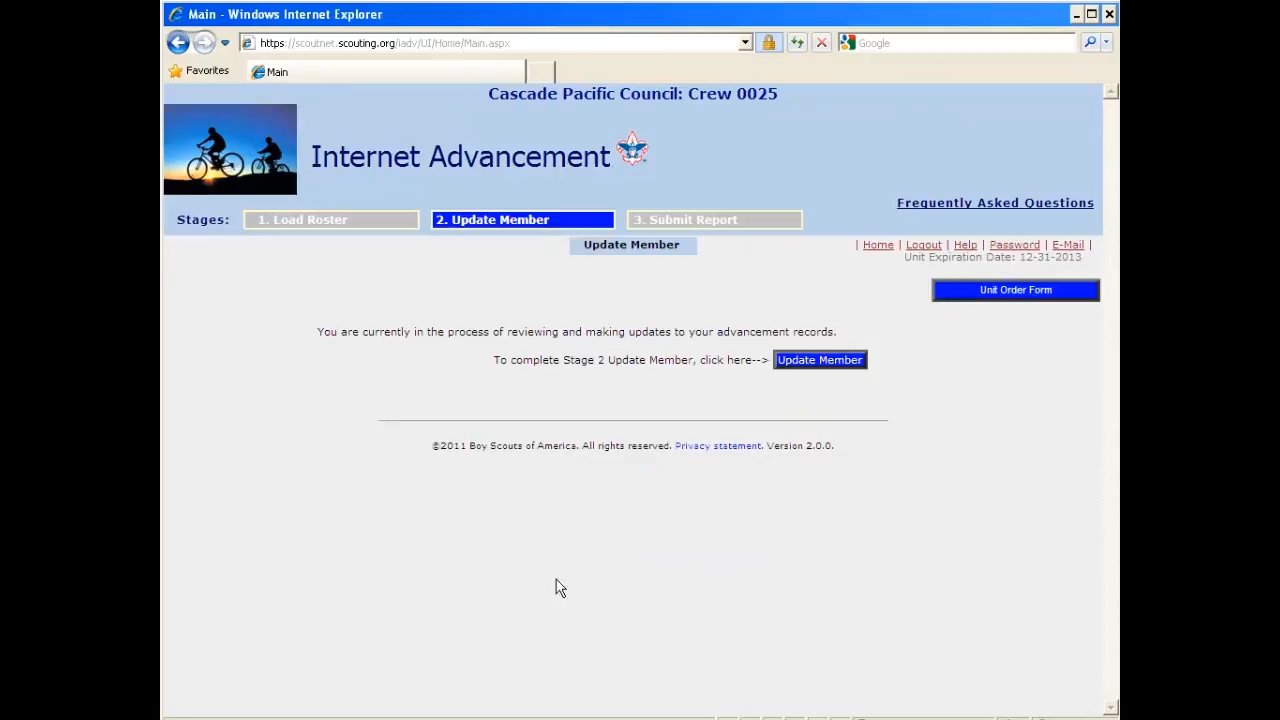 Main - Windows Internet Explorer
https://scoutnet.scouting.org/iadv/UI/Home/Main.aspx
Google
Favorites
Main
Cascade Pacific Council: Crew 0025
Internet Advancement
Frequently Asked Questions
Stages: 1. Load Roster 2. Update Member 3. Submit Report
Update Member
| Home | Logout | Help | Password | E-Mail |
Unit Expiration Date: 12-31-2013
Unit Order Form
You are currently in the process of reviewing and making updates to your advancement records.
To complete Stage 2 Update Member, click here--> Update Member
©2011 Boy Scouts of America. All rights reserved. Privacy statement. Version 2.0.0.